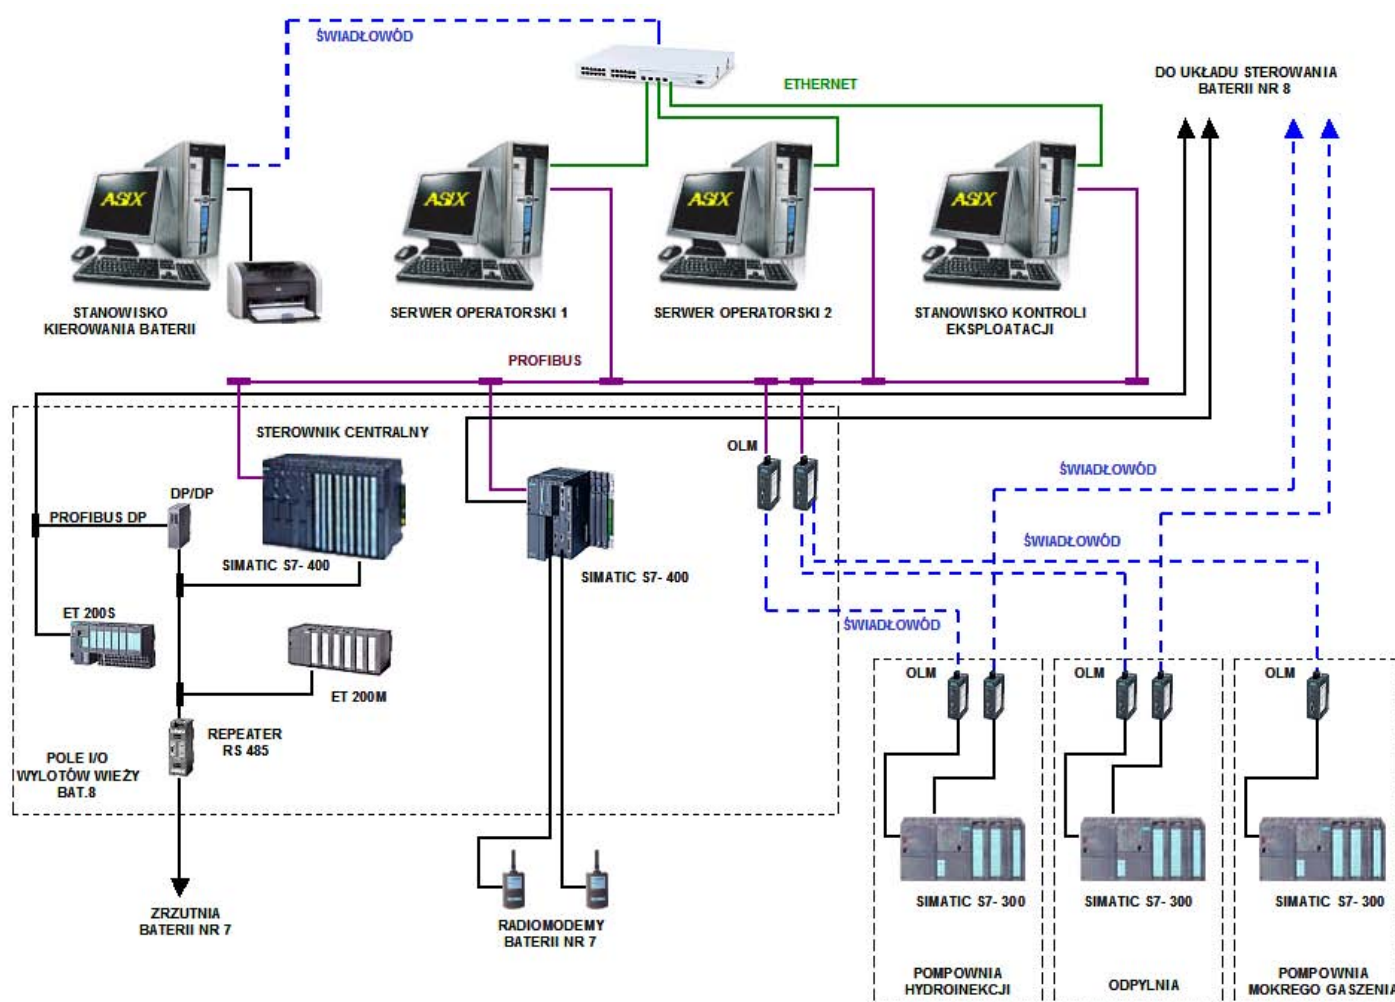 ŚWIADŁOWÓD
ETHERNET
DO UKŁADU STEROWANIA
BATERII NR 8
ASIX
ASIX
ASIX
ASIX
STANOWISKO
KIEROWANIA BATERII
SERWER OPERATORSKI 1
SERWER OPERATORSKI 2
STANOWISKO KONTROLI
EKSPLOATACJI
PROFIBUS
STEROWNIK CENTRALNY
OLM
DP/DP
PROFIBUS DP
SIMATIC S7- 400
SIMATIC S7- 400
ŚWIADŁOWÓD
ŚWIADŁOWÓD
ET 200S
ŚWIADŁOWÓD
ET 200M
OLM
OLM
OLM
REPEATER
RS 485
POLE I/O
WYLOTÓW WIEŻY
BAT.8
SIMATIC S7- 300
SIMATIC S7- 300
SIMATIC S7- 300
ZRZUTNIA
BATERII NR 7
RADIOMODEMY
BATERII NR 7
POMPOWNIA
HYDROINEKCJI
ODPYLNIA
POMPOWNIA
MOKREGO GASZENIA